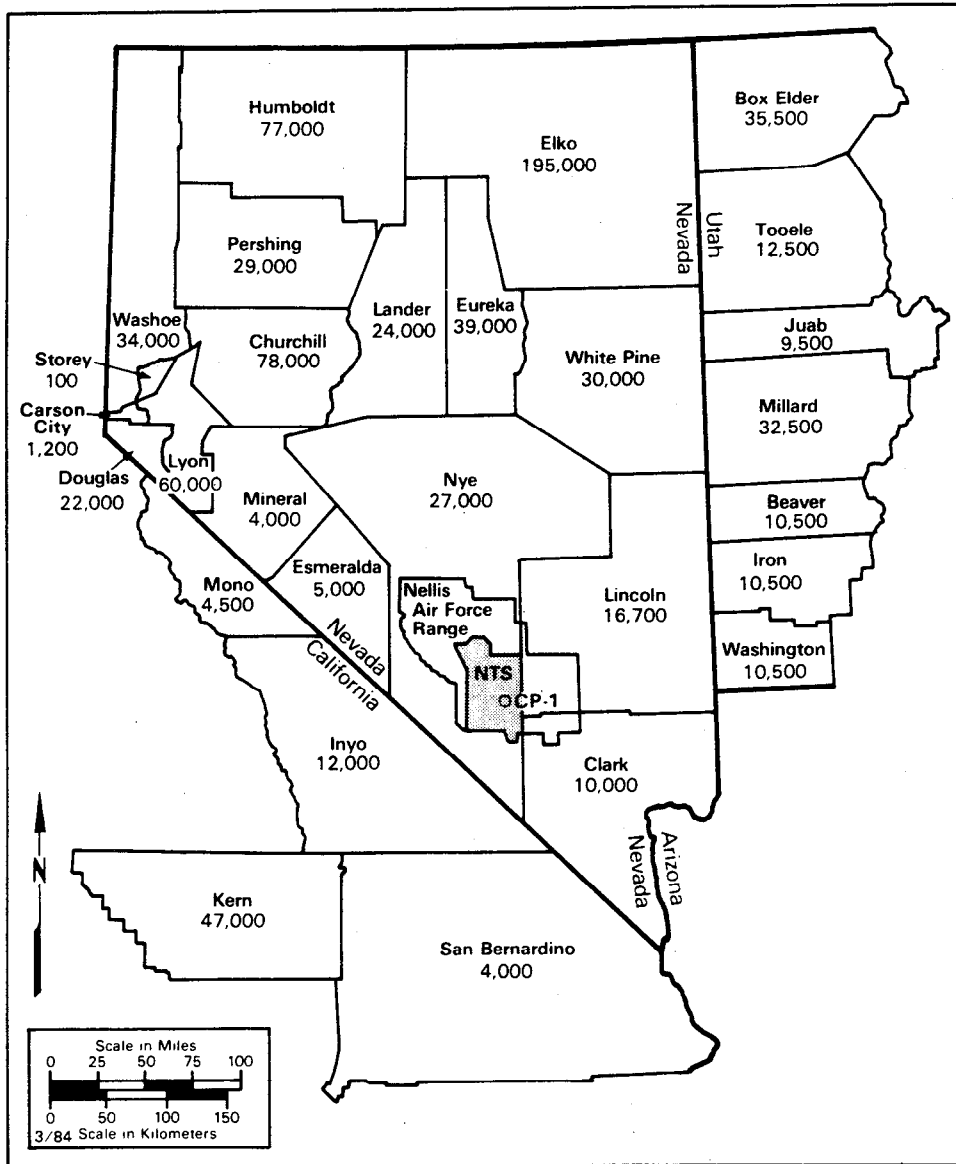 Humboldt
77,000
Elko
195,000
Box Elder
35,500
Nevada
Utah
Tooele
12,500
Pershing
29,000
Washoe
34,000
Churchill
78,000
Lander
24,000
Eureka
39,000
White Pine
30,000
Juab
9,500
Storey
100
Millard
32,500
Carson
City
1,200
Douglas
22,000
Lyon
60,000
Mineral
4,000
Nye
27,000
Beaver
10,500
Iron
10,500
Mono
4,500
Esmeralda
5,000
Nellis
Air Force
Range
Lincoln
16,700
Washington
10,500
Nevada
California
NTS
CP-1
Inyo
12,000
Clark
10,000
Nevada
Arizona
N
Kern
47,000
San Bernardino
4,000
Scale in Miles
0 25 50 75 100
0 50 100 150
3/84 Scale in Kilometers